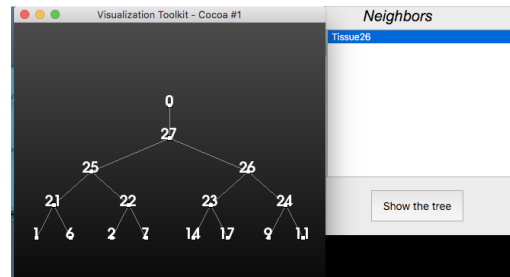 Visualization Toolkit - Cocoa #1
Neighbors
Tissue26
0
27
25 26
21 22 23 24
1 6 2 7 14 17 9 11
Show the tree